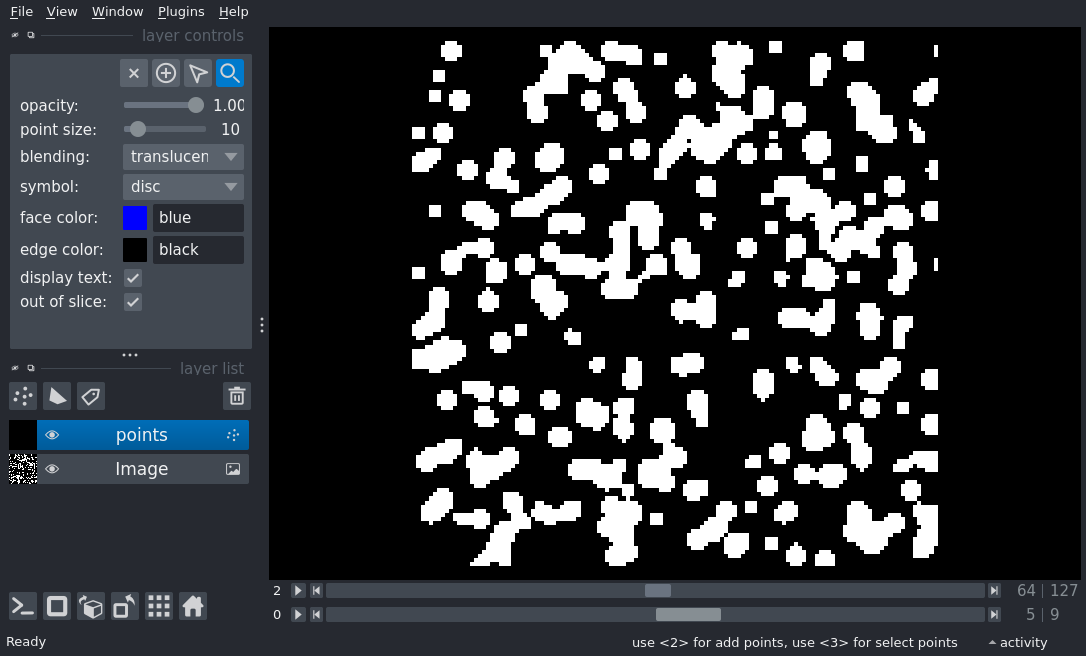 File View Window Plugins Help
layer controls
opacity: 1.00
point size: 10
blending: translucen
symbol: disc
face color: blue
edge color: black
display text:
out of slice:
layer list
points
Image
2 64 127
0 5 9
Ready use <2> for add points, use <3> for select points activity